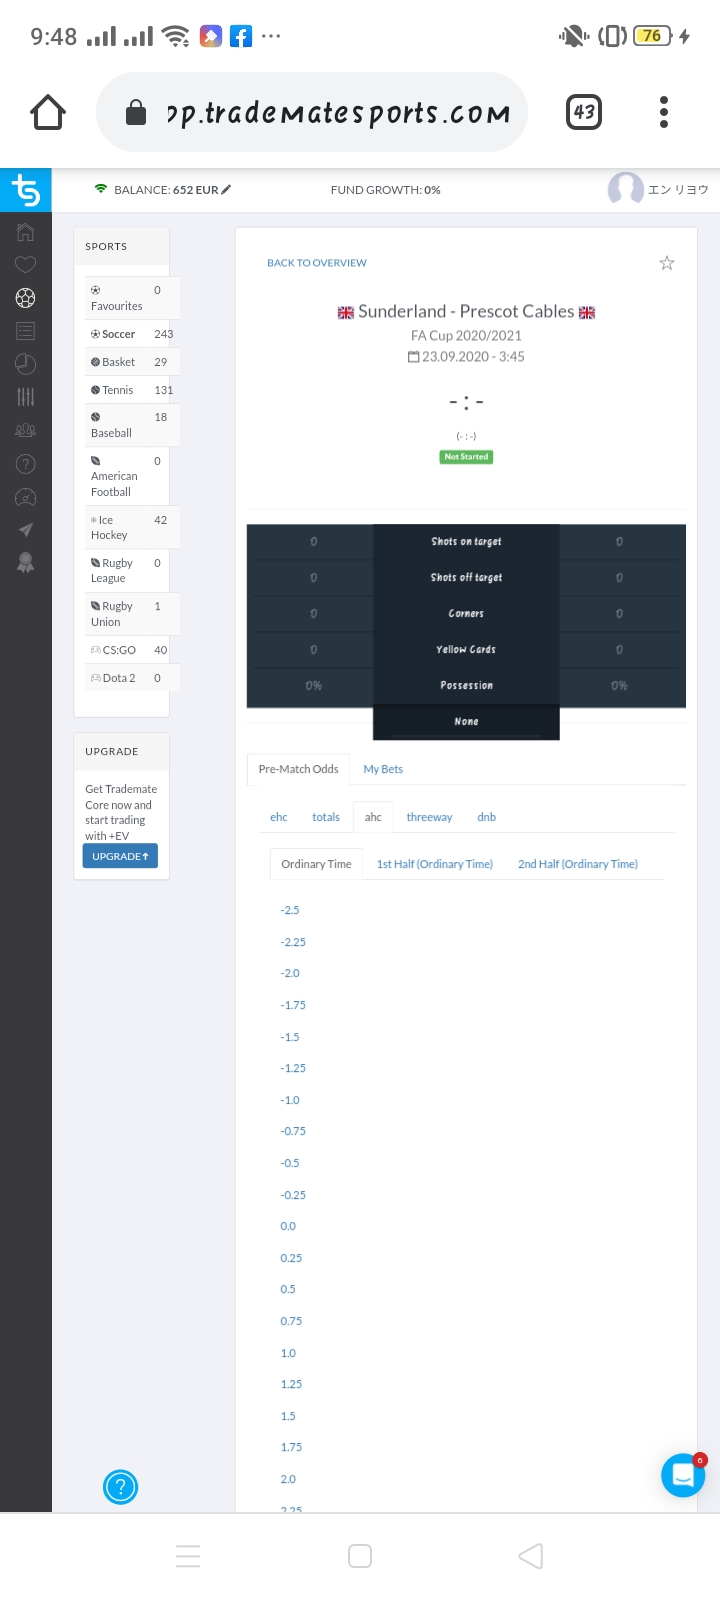 9:48
76
pp.tradematesports.com
43
ts
BALANCE: 652 EUR
FUND GROWTH: 0%
エン リヨウ
SPORTS
Favourites 0
Soccer 243
Basket 29
Tennis 131
Baseball 18
American Football 0
Ice Hockey 42
Rugby League 0
Rugby Union 1
CS:GO 40
Dota 2 0
UPGRADE
Get Trademate
Core now and
start trading
with +EV
UPGRADE
BACK TO OVERVIEW
Sunderland - Prescot Cables
FA Cup 2020/2021
23.09.2020 - 3:45
- : -
(- : -)
Not Started
0 Shots on target 0
0 Shots off target 0
0 Corners 0
0 Yellow Cards 0
0% Possession 0%
None
Pre-Match Odds My Bets
ehc totals ahc threeway dnb
Ordinary Time 1st Half (Ordinary Time) 2nd Half (Ordinary Time)
-2.5
-2.25
-2.0
-1.75
-1.5
-1.25
-1.0
-0.75
-0.5
-0.25
0.0
0.25
0.5
0.75
1.0
1.25
1.5
1.75
2.0
2.25
?
6